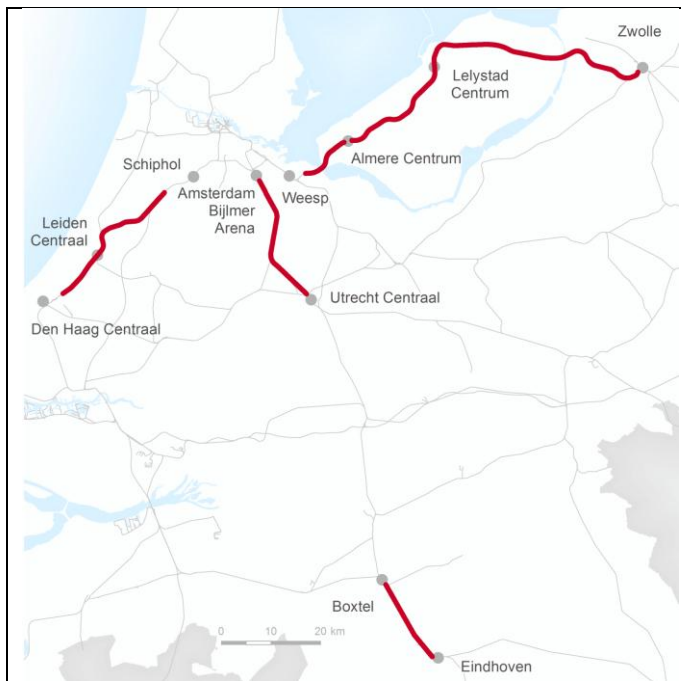 Zwolle
Lelystad
Centrum
Almere Centrum
Schiphol
Amsterdam
Bijlmer
Arena
Weesp
Leiden
Centraal
Utrecht Centraal
Den Haag Centraal
Boxtel
0 10 20 km
Eindhoven